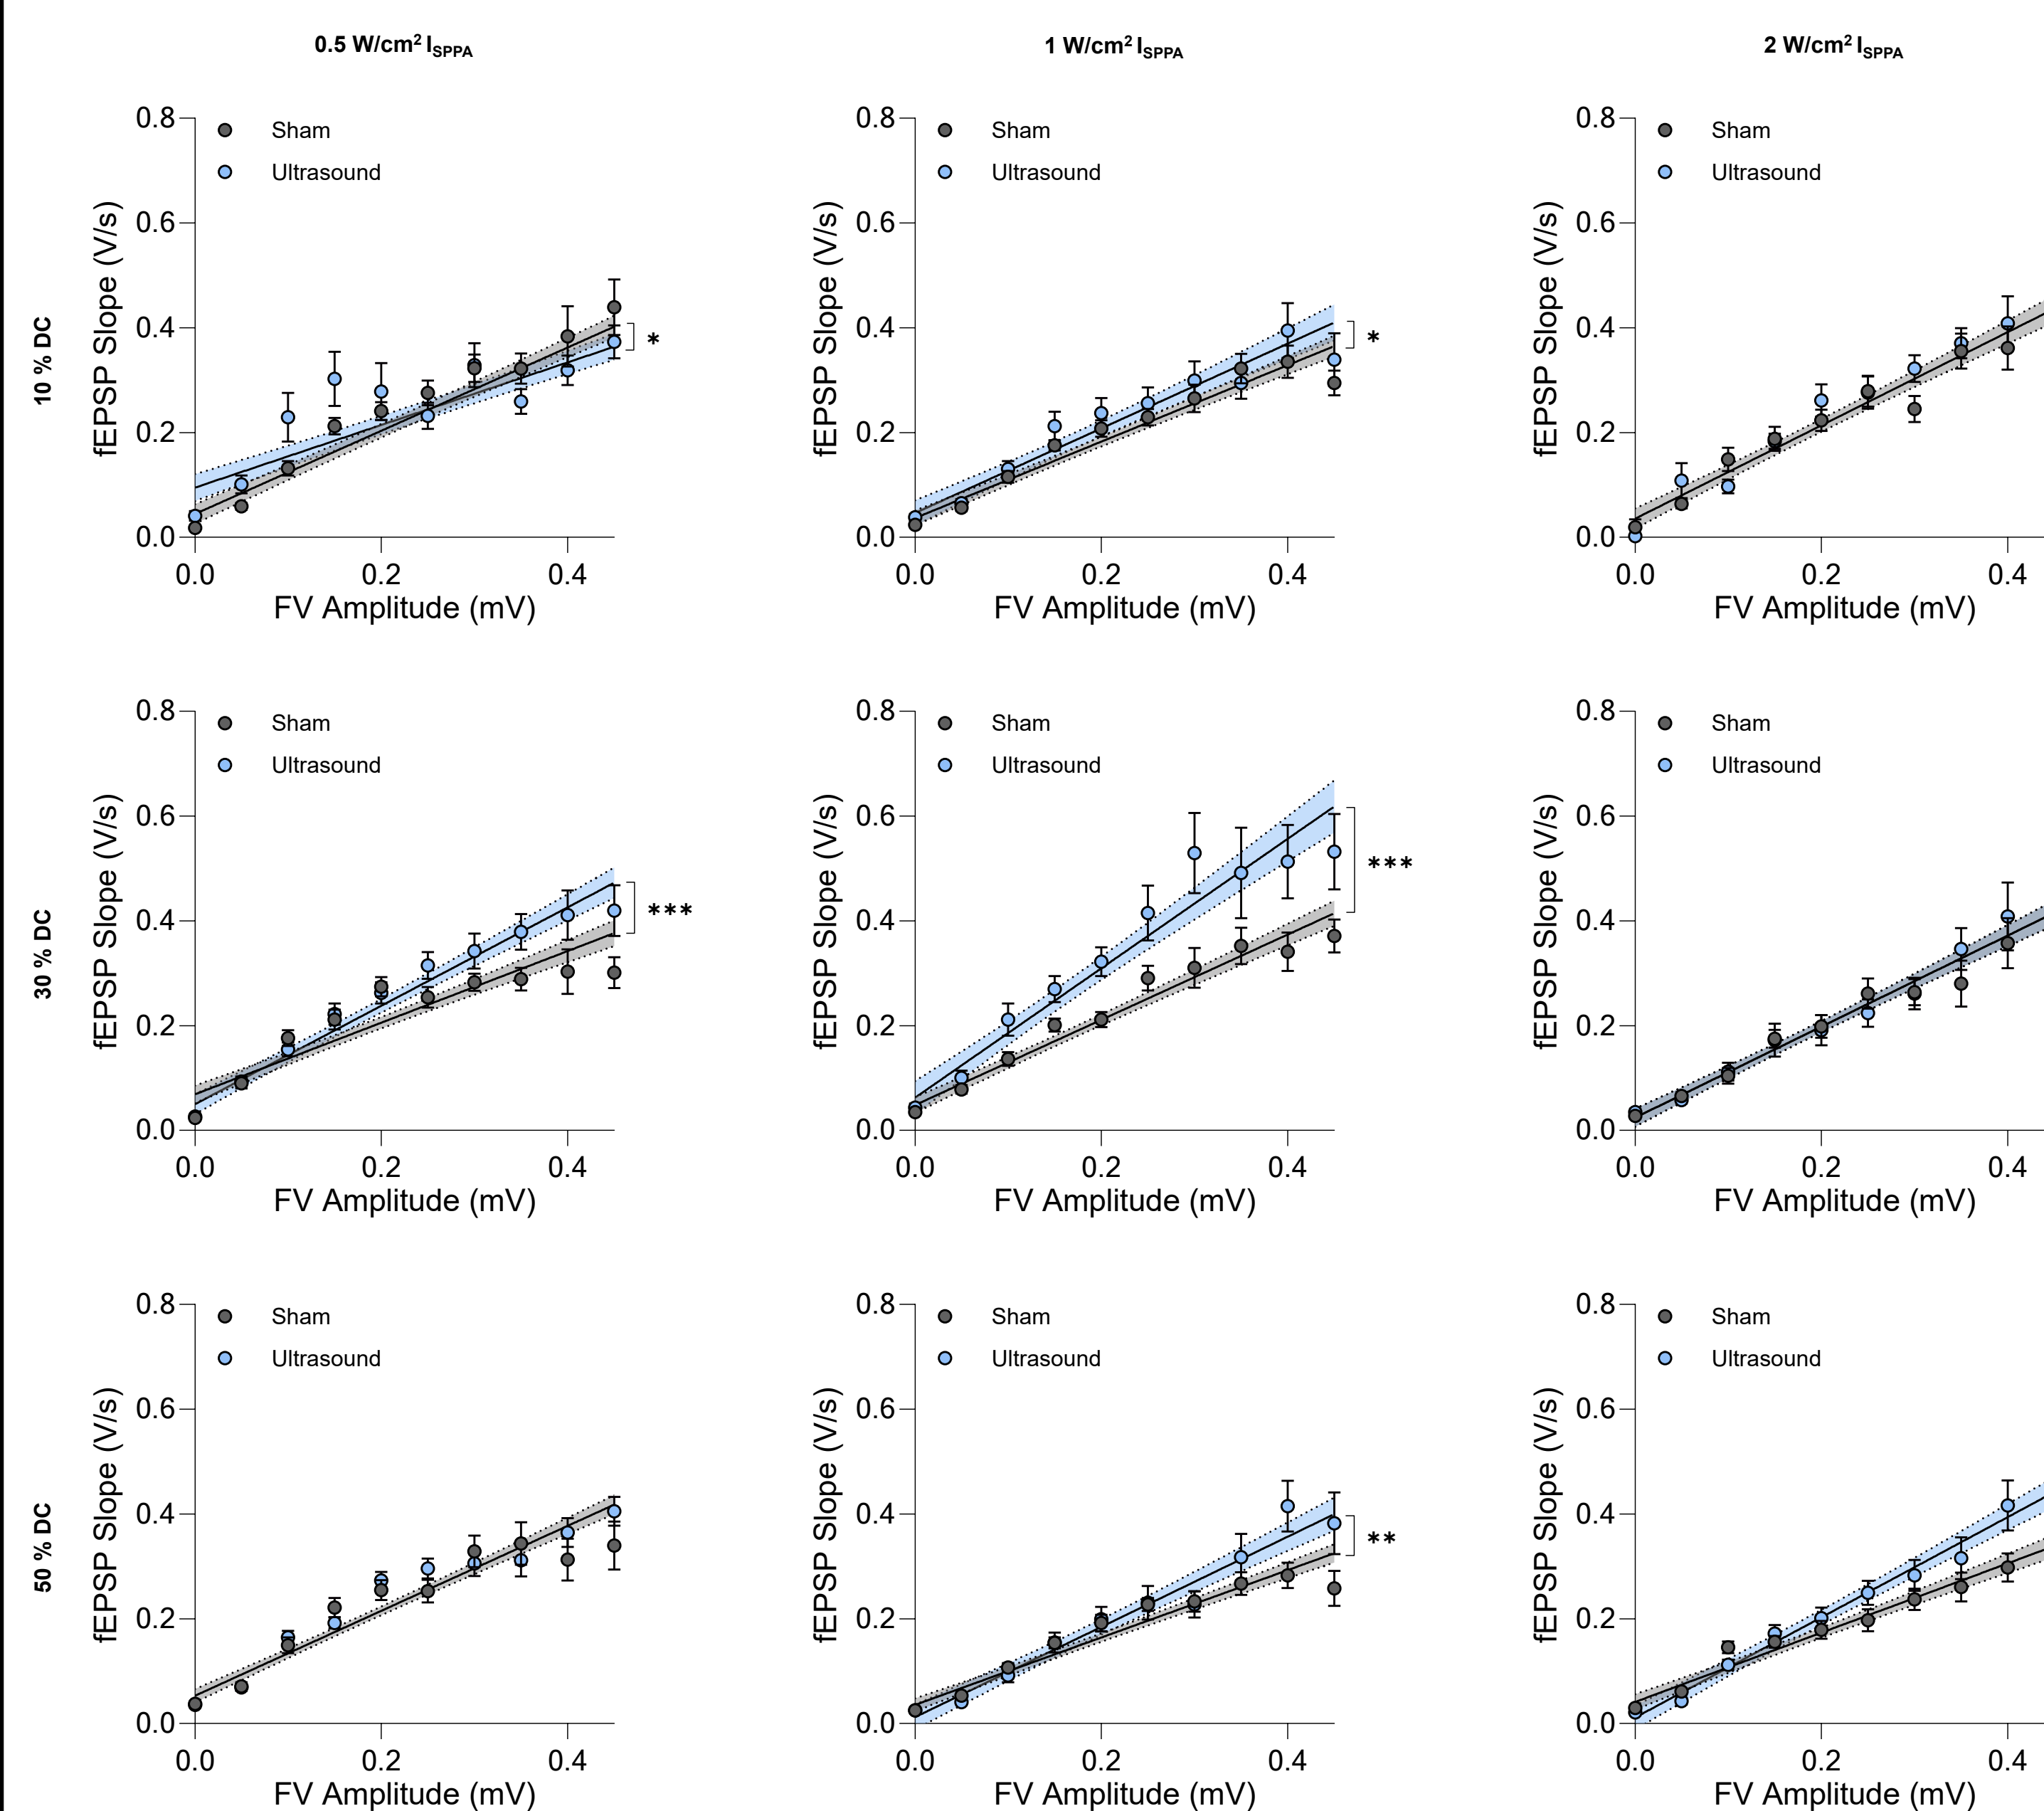 0.5 W/cm² I_SPPA
1 W/cm² I_SPPA
2 W/cm² I_SPPA
10 % DC
fEPSP Slope (V/s)
0.8
0.6
0.4
0.2
0.0
Sham
Ultrasound
*
0.0 0.2 0.4
FV Amplitude (mV)
fEPSP Slope (V/s)
0.8
0.6
0.4
0.2
0.0
Sham
Ultrasound
*
0.0 0.2 0.4
FV Amplitude (mV)
fEPSP Slope (V/s)
0.8
0.6
0.4
0.2
0.0
Sham
Ultrasound
0.0 0.2 0.4
FV Amplitude (mV)
30 % DC
fEPSP Slope (V/s)
0.8
0.6
0.4
0.2
0.0
Sham
Ultrasound
***
0.0 0.2 0.4
FV Amplitude (mV)
fEPSP Slope (V/s)
0.8
0.6
0.4
0.2
0.0
Sham
Ultrasound
***
0.0 0.2 0.4
FV Amplitude (mV)
fEPSP Slope (V/s)
0.8
0.6
0.4
0.2
0.0
Sham
Ultrasound
0.0 0.2 0.4
FV Amplitude (mV)
50 % DC
fEPSP Slope (V/s)
0.8
0.6
0.4
0.2
0.0
Sham
Ultrasound
0.0 0.2 0.4
FV Amplitude (mV)
fEPSP Slope (V/s)
0.8
0.6
0.4
0.2
0.0
Sham
Ultrasound
**
0.0 0.2 0.4
FV Amplitude (mV)
fEPSP Slope (V/s)
0.8
0.6
0.4
0.2
0.0
Sham
Ultrasound
0.0 0.2 0.4
FV Amplitude (mV)